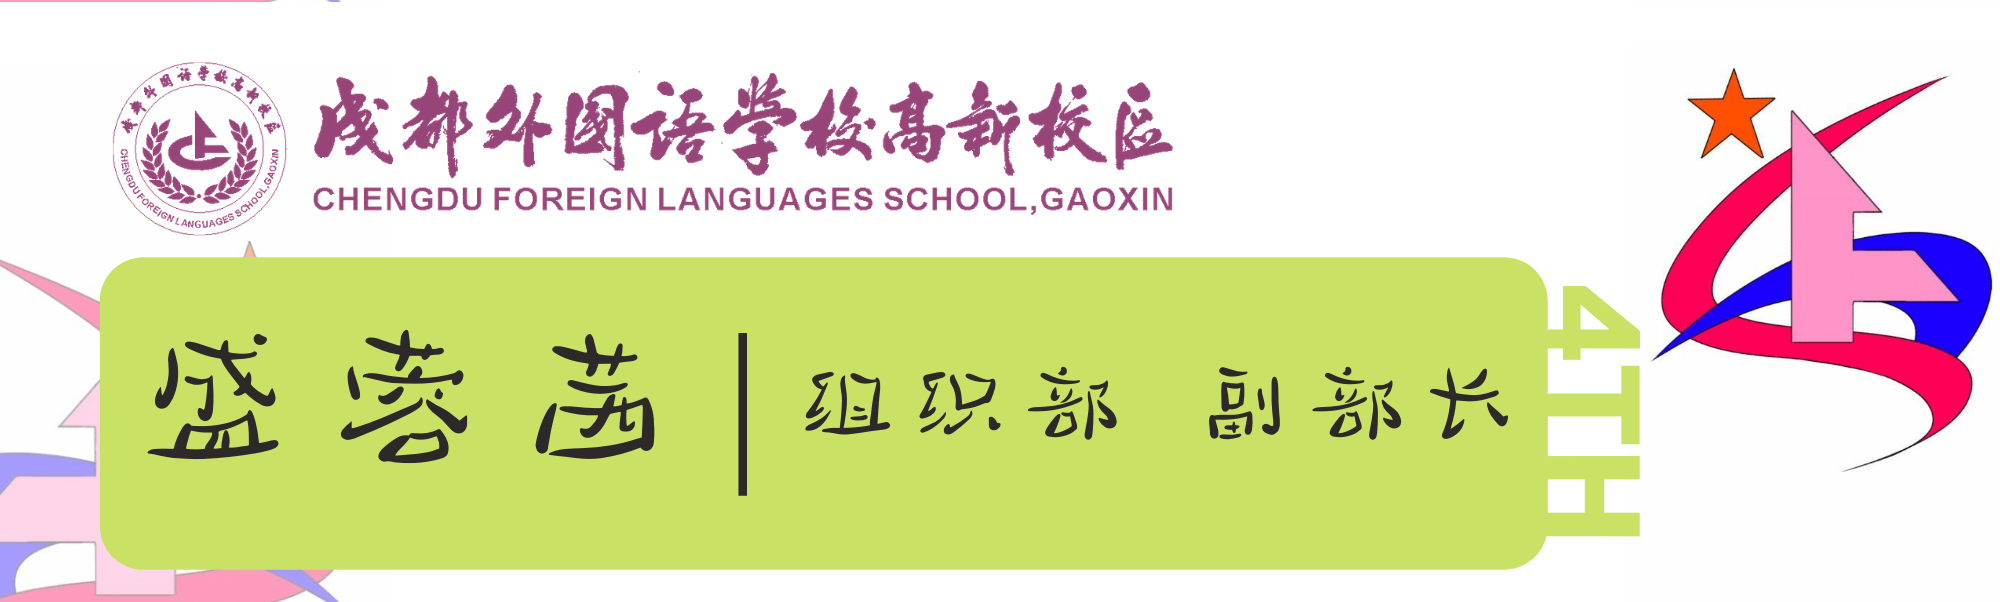 成都外国语学校高新校区
CHENGDU FOREIGN LANGUAGES SCHOOL,GAOXIN
成都外国语学校高新校区
CHENGDU FOREIGN LANGUAGES SCHOOL,GAOXIN
盛蓉茜 | 组织部 副部长
4TH